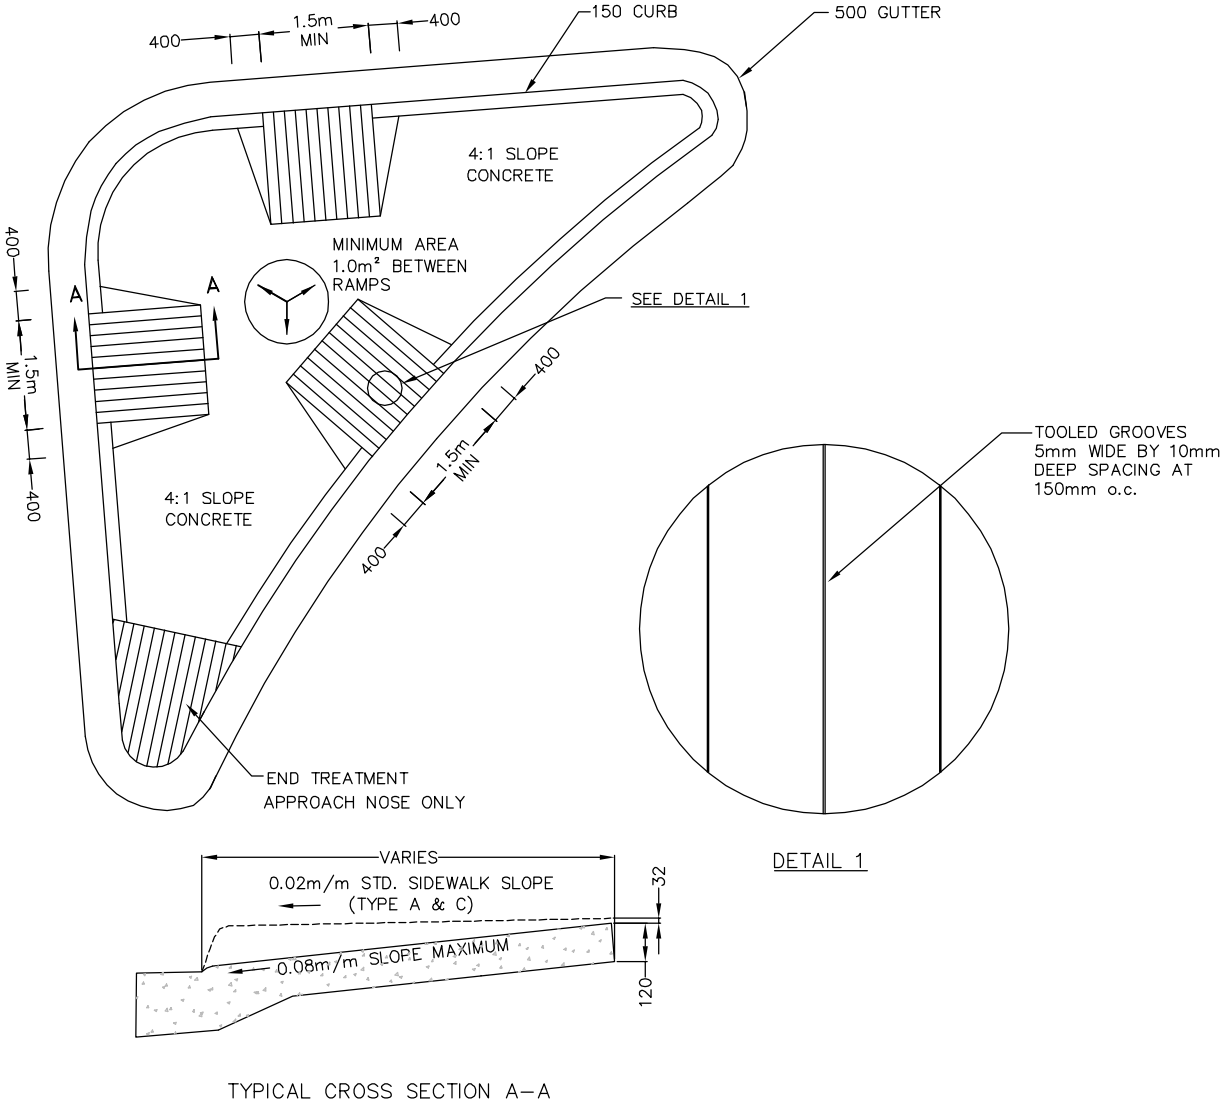 150 CURB
500 GUTTER
400
1.5m
MIN
400
4:1 SLOPE
CONCRETE
MINIMUM AREA
1.0m² BETWEEN
RAMPS
SEE DETAIL 1
400
A
A
1.5m
MIN
400
400
1.5m
MIN
400
4:1 SLOPE
CONCRETE
TOOLED GROOVES
5mm WIDE BY 10mm
DEEP SPACING AT
150mm o.c.
END TREATMENT
APPROACH NOSE ONLY
DETAIL 1
VARIES
0.02m/m STD. SIDEWALK SLOPE
(TYPE A & C)
32
0.08m/m SLOPE MAXIMUM
120
TYPICAL CROSS SECTION A-A